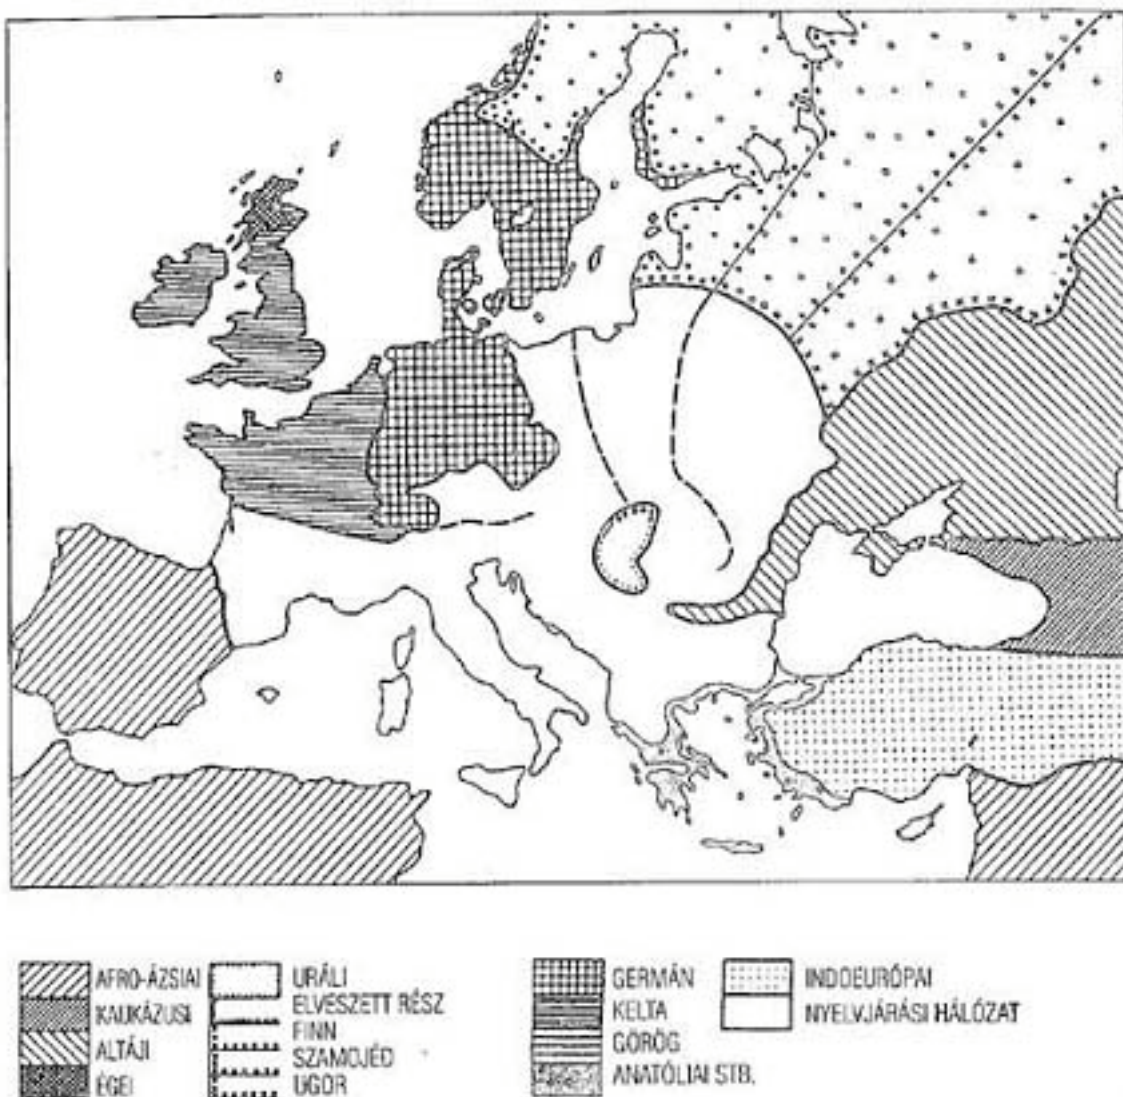 AFRO-ÁZSIAI
KAUKÁZUSI
ALTÁJI
ÉGEI
URÁLI
ELVESZETT RÉSZ
FINN
SZAMOJÉD
UGOR
GERMÁN
KELTA
GÖRÖG
ANATÓLIAI STB.
INDOEURÓPAI
NYELVJÁRÁSI HÁLÓZAT